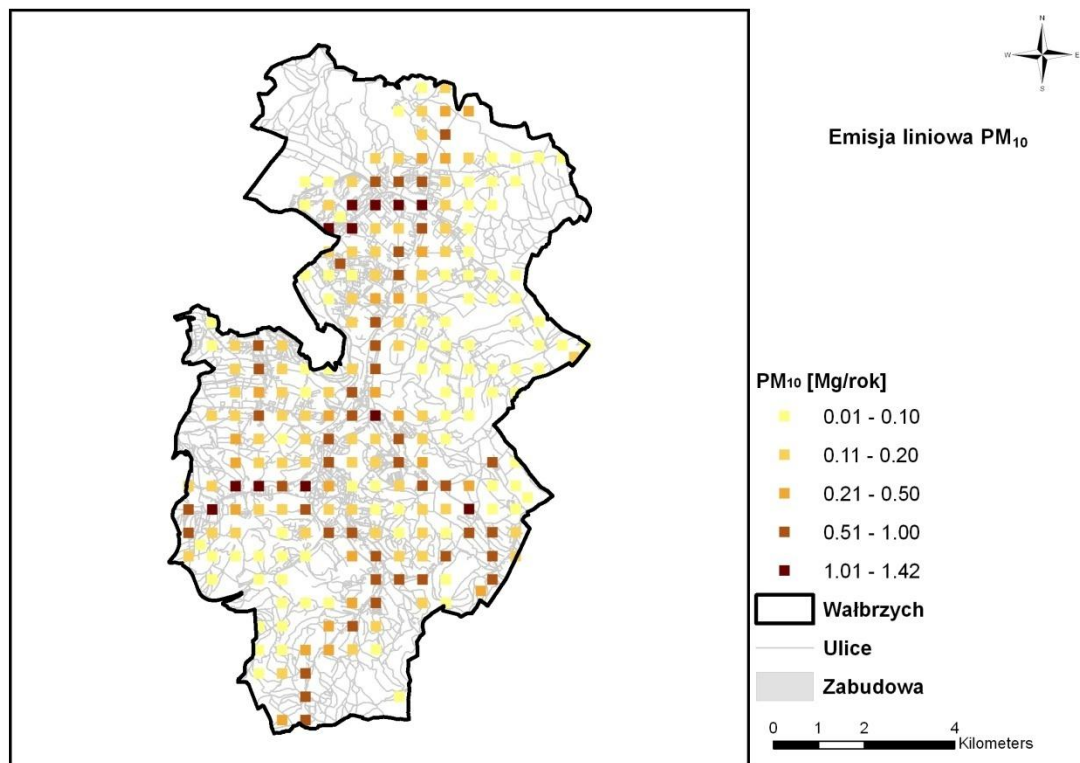 N
W E
S
Emisja liniowa PM₁₀
PM₁₀ [Mg/rok]
0.01 - 0.10
0.11 - 0.20
0.21 - 0.50
0.51 - 1.00
1.01 - 1.42
Wałbrzych
Ulice
Zabudowa
0 1 2 4
Kilometers